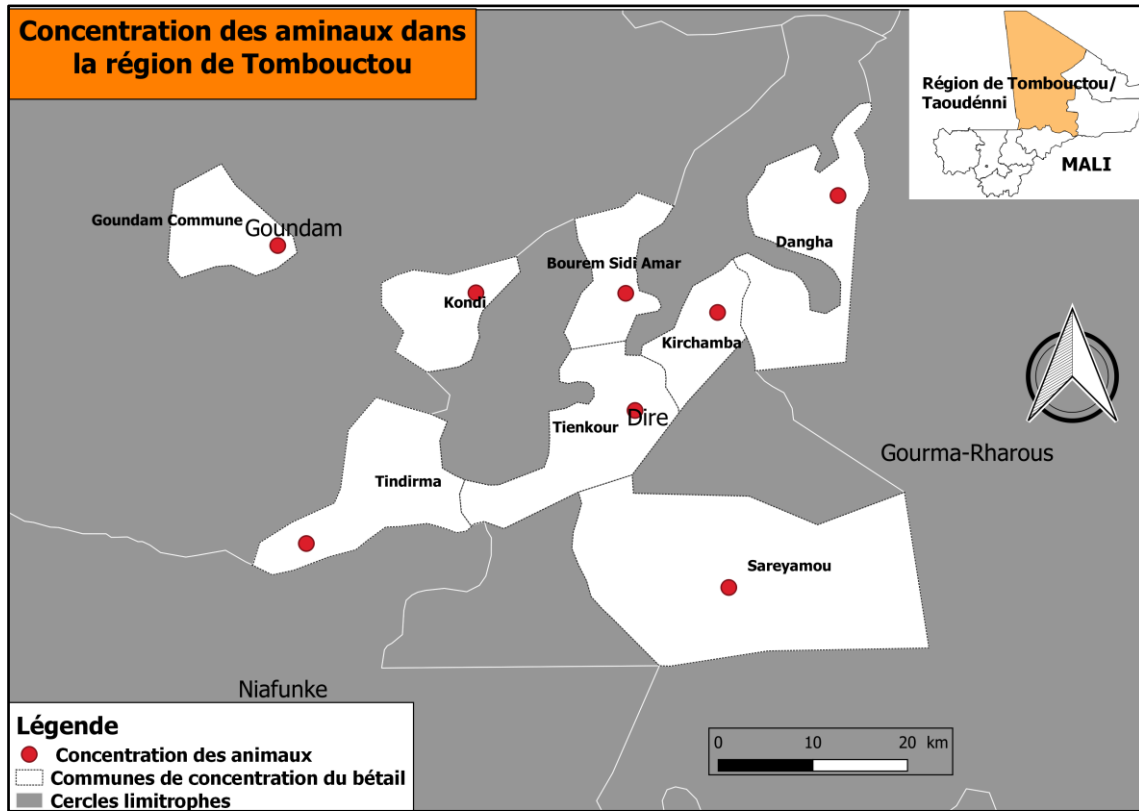 Concentration des aminaux dans
la région de Tombouctou
Région de Tombouctou/
Taoudénni
MALI
Goundam Commune
Goundam
Dangha
Bourem Sidi Amar
Kondi
Kirchamba
Dire
Tienkour
Gourma-Rharous
Tindirma
Sareyamou
Niafunke
Légende
Concentration des animaux
Communes de concentration du bétail
Cercles limitrophes
0 10 20 km